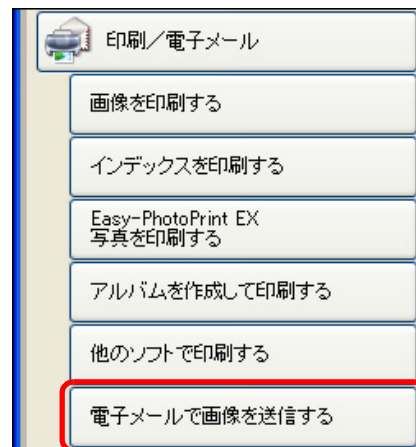 印刷／電子メール
画像を印刷する
インデックスを印刷する
Easy-PhotoPrint EX
写真を印刷する
アルバムを作成して印刷する
他のソフトで印刷する
電子メールで画像を送信する